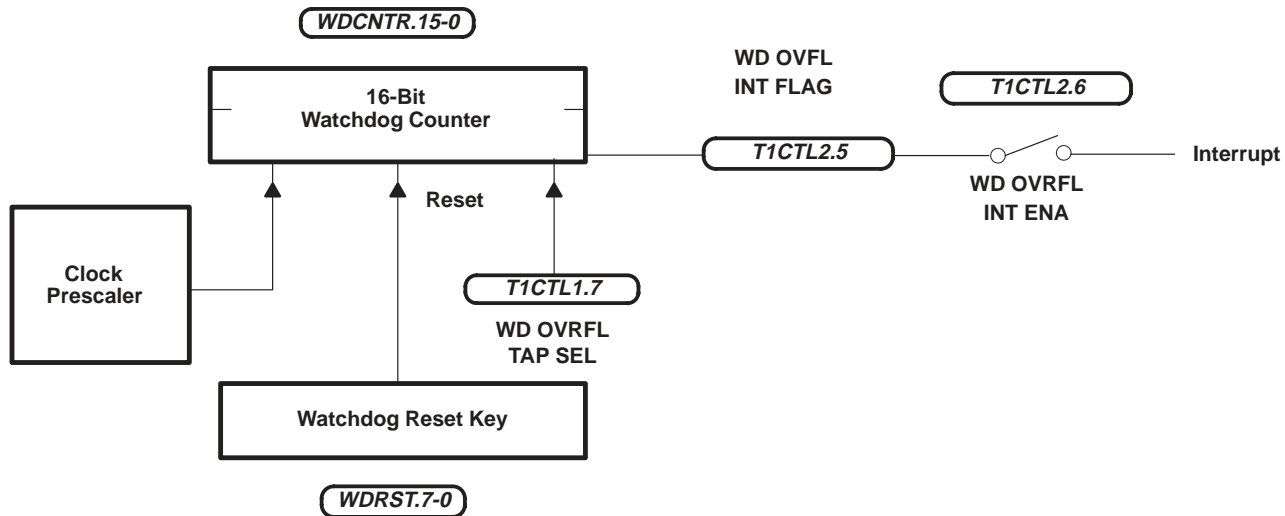 WDCNTR.15-0
16-Bit
Watchdog Counter
WD OVFL
INT FLAG
T1CTL2.6
T1CTL2.5
Interrupt
WD OVRFL
INT ENA
Reset
Clock
Prescaler
T1CTL1.7
WD OVRFL
TAP SEL
Watchdog Reset Key
WDRST.7-0